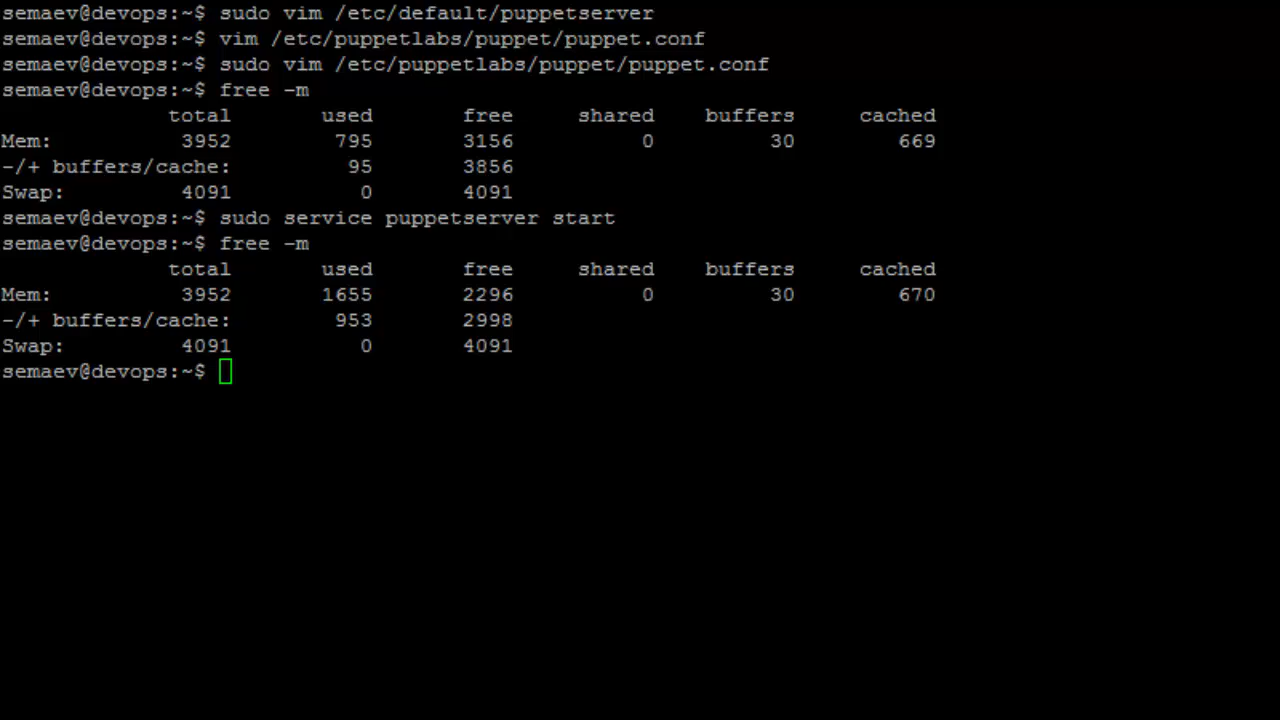 semaev@devops:~$ sudo vim /etc/default/puppetserver
semaev@devops:~$ vim /etc/puppetlabs/puppet/puppet.conf
semaev@devops:~$ sudo vim /etc/puppetlabs/puppet/puppet.conf
semaev@devops:~$ free -m
total used free shared buffers cached
Mem: 3952 795 3156 0 30 669
-/+ buffers/cache: 95 3856
Swap: 4091 0 4091
semaev@devops:~$ sudo service puppetserver start
semaev@devops:~$ free -m
total used free shared buffers cached
Mem: 3952 1655 2296 0 30 670
-/+ buffers/cache: 953 2998
Swap: 4091 0 4091
semaev@devops:~$